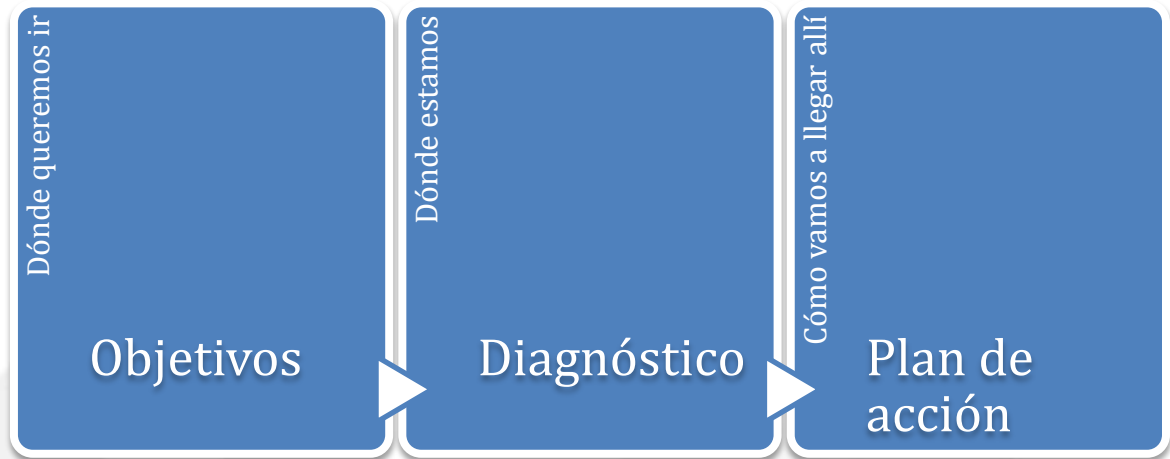 Dónde queremos ir
Objetivos
Dónde estamos
Diagnóstico
Cómo vamos a llegar allí
Plan de
acción